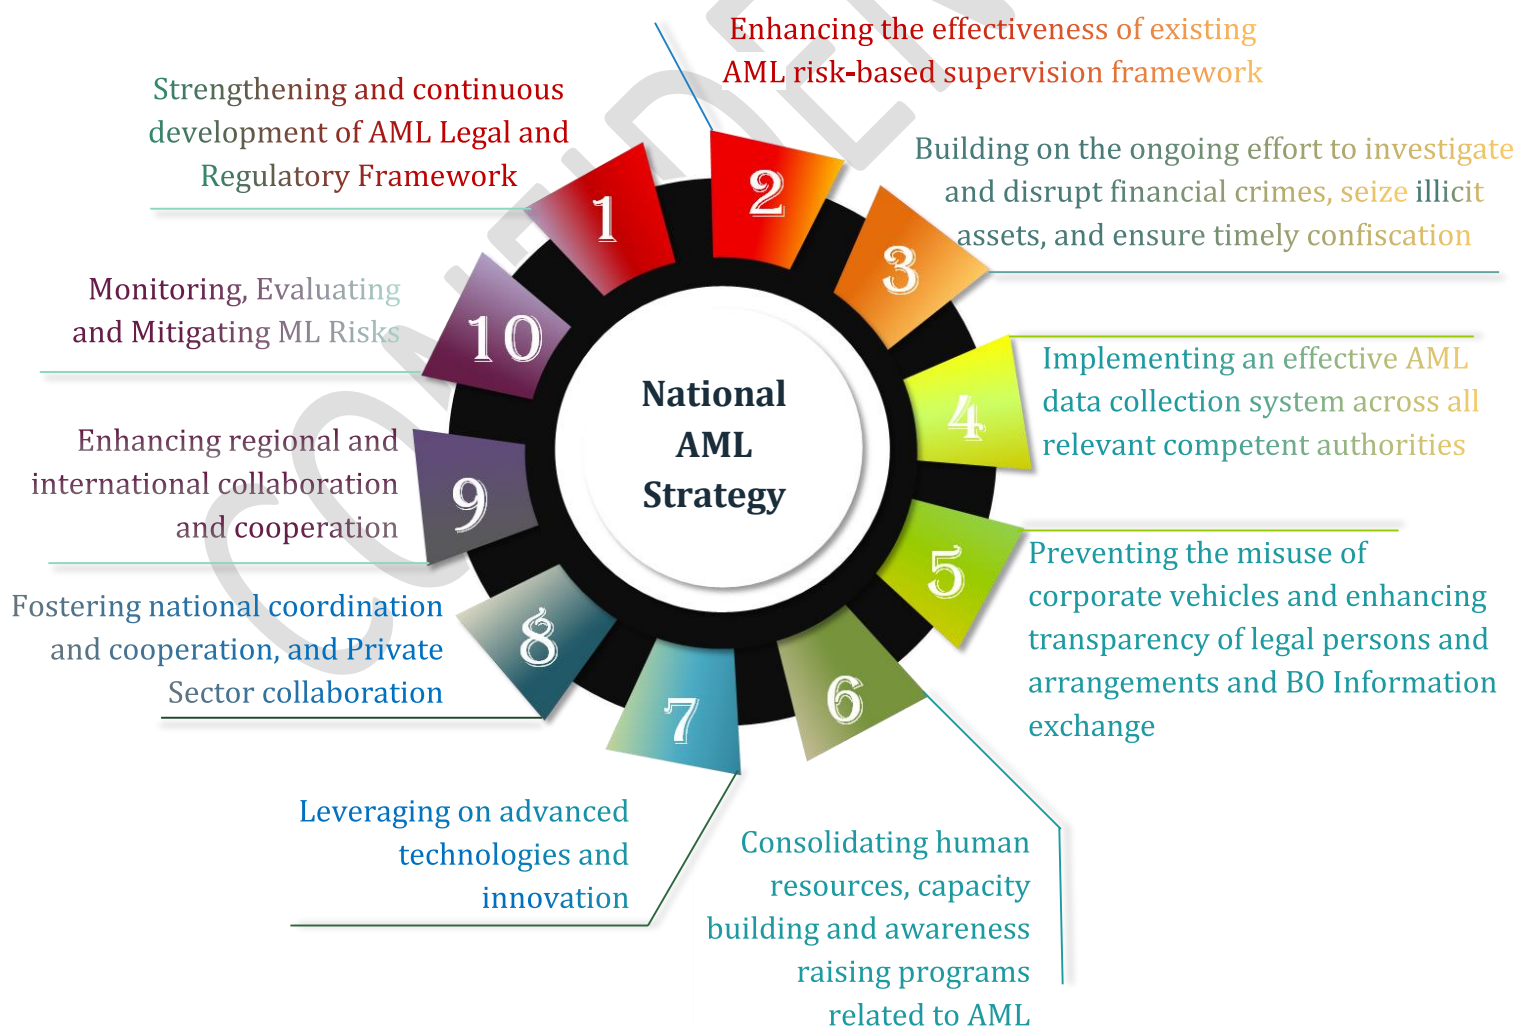 Enhancing the effectiveness of existing
AML risk-based supervision framework
Strengthening and continuous
development of AML Legal and
Regulatory Framework
Building on the ongoing effort to investigate
and disrupt financial crimes, seize illicit
assets, and ensure timely confiscation
Monitoring, Evaluating
and Mitigating ML Risks
Implementing an effective AML
data collection system across all
relevant competent authorities
Enhancing regional and
international collaboration
and cooperation
Preventing the misuse of
corporate vehicles and enhancing
transparency of legal persons and
arrangements and BO Information
exchange
Fostering national coordination
and cooperation, and Private
Sector collaboration
Leveraging on advanced
technologies and
innovation
Consolidating human
resources, capacity
building and awareness
raising programs
related to AML
National
AML
Strategy
1
2
3
4
5
6
7
8
9
10